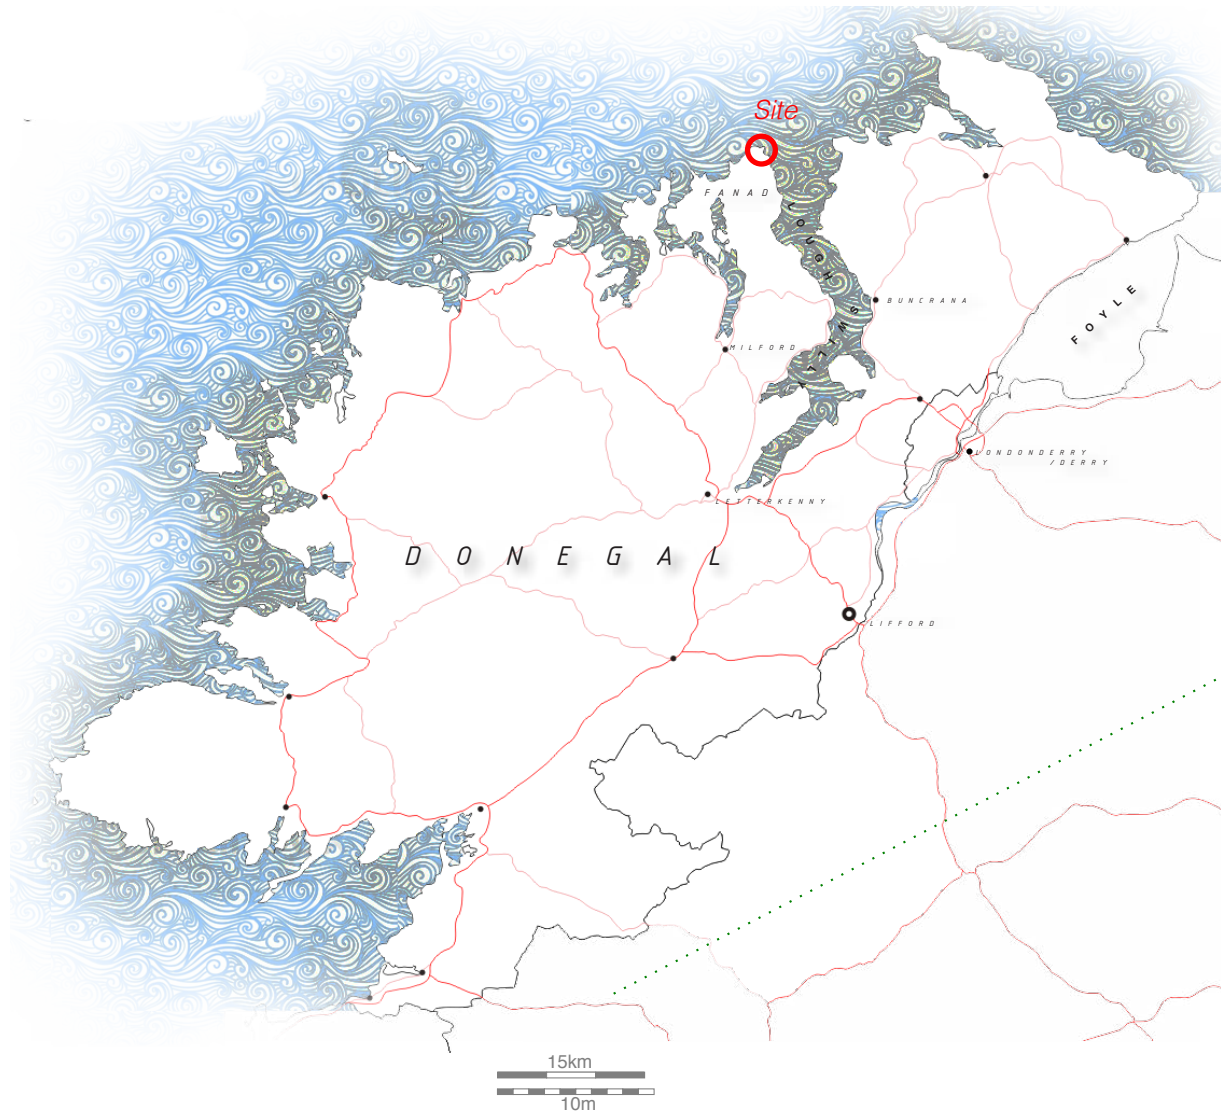 Site
FANAD
LOUGH
SWILLY
BUNCRANA
FOYLE
MILFORD
LONDONDERRY
/DERRY
LETTERKENNY
DONEGAL
LIFFORD
15km
10m